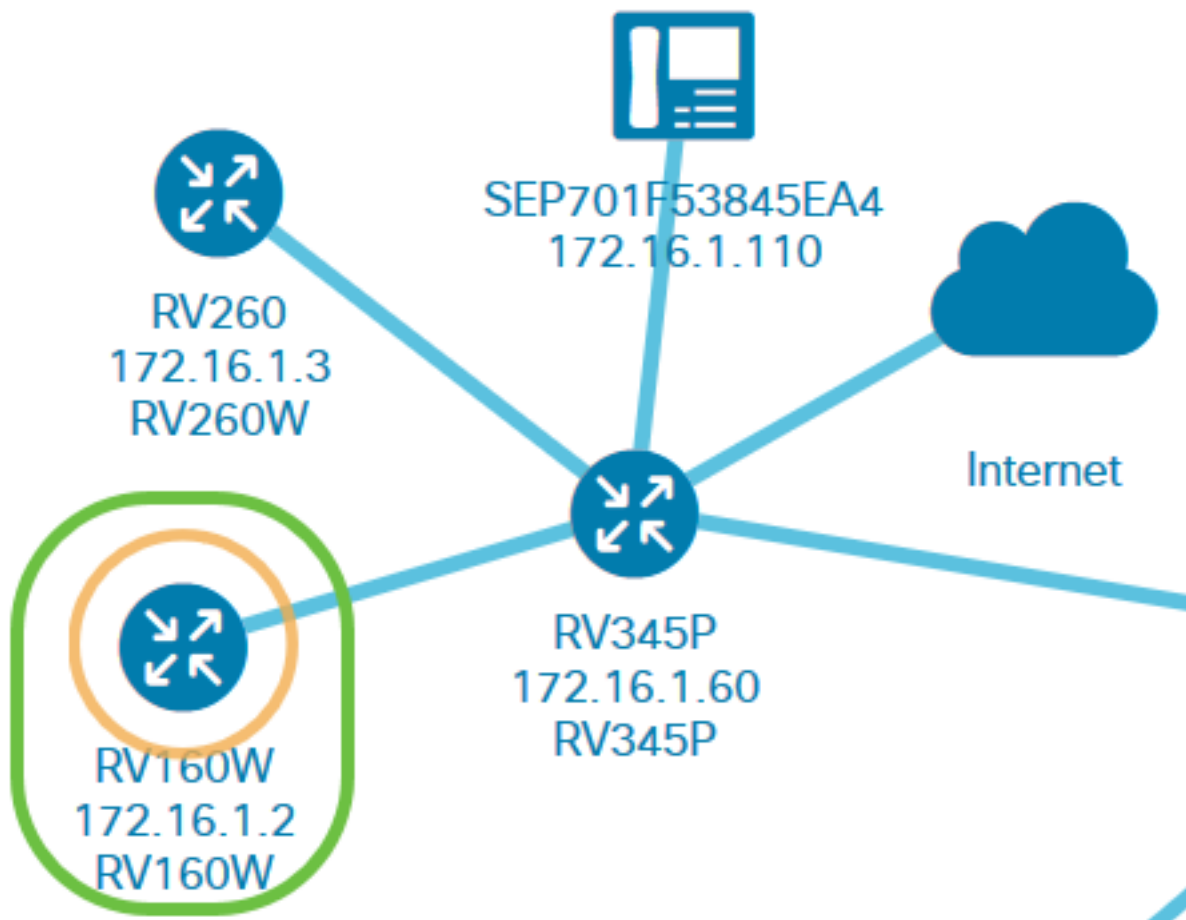 SEP701F53845EA4
172.16.1.110
RV260
172.16.1.3
RV260W
Internet
RV345P
172.16.1.60
RV345P
RV160W
172.16.1.2
RV160W